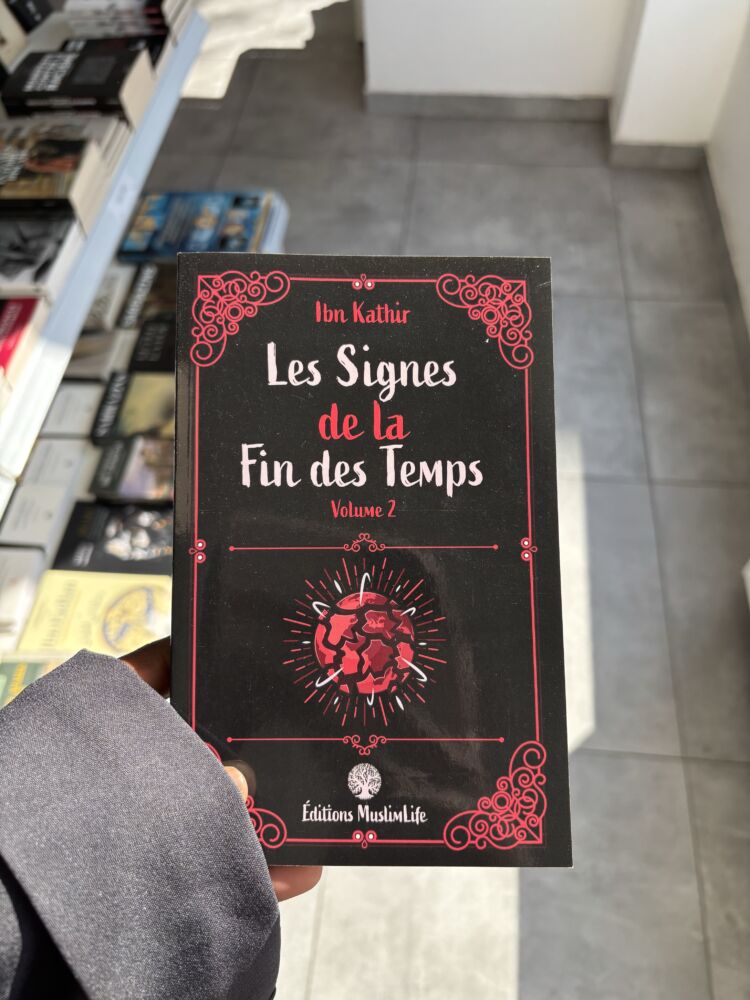 Ibn Kathir
Les Signes
de la
Fin des Temps
Volume 2
Éditions MuslimLife